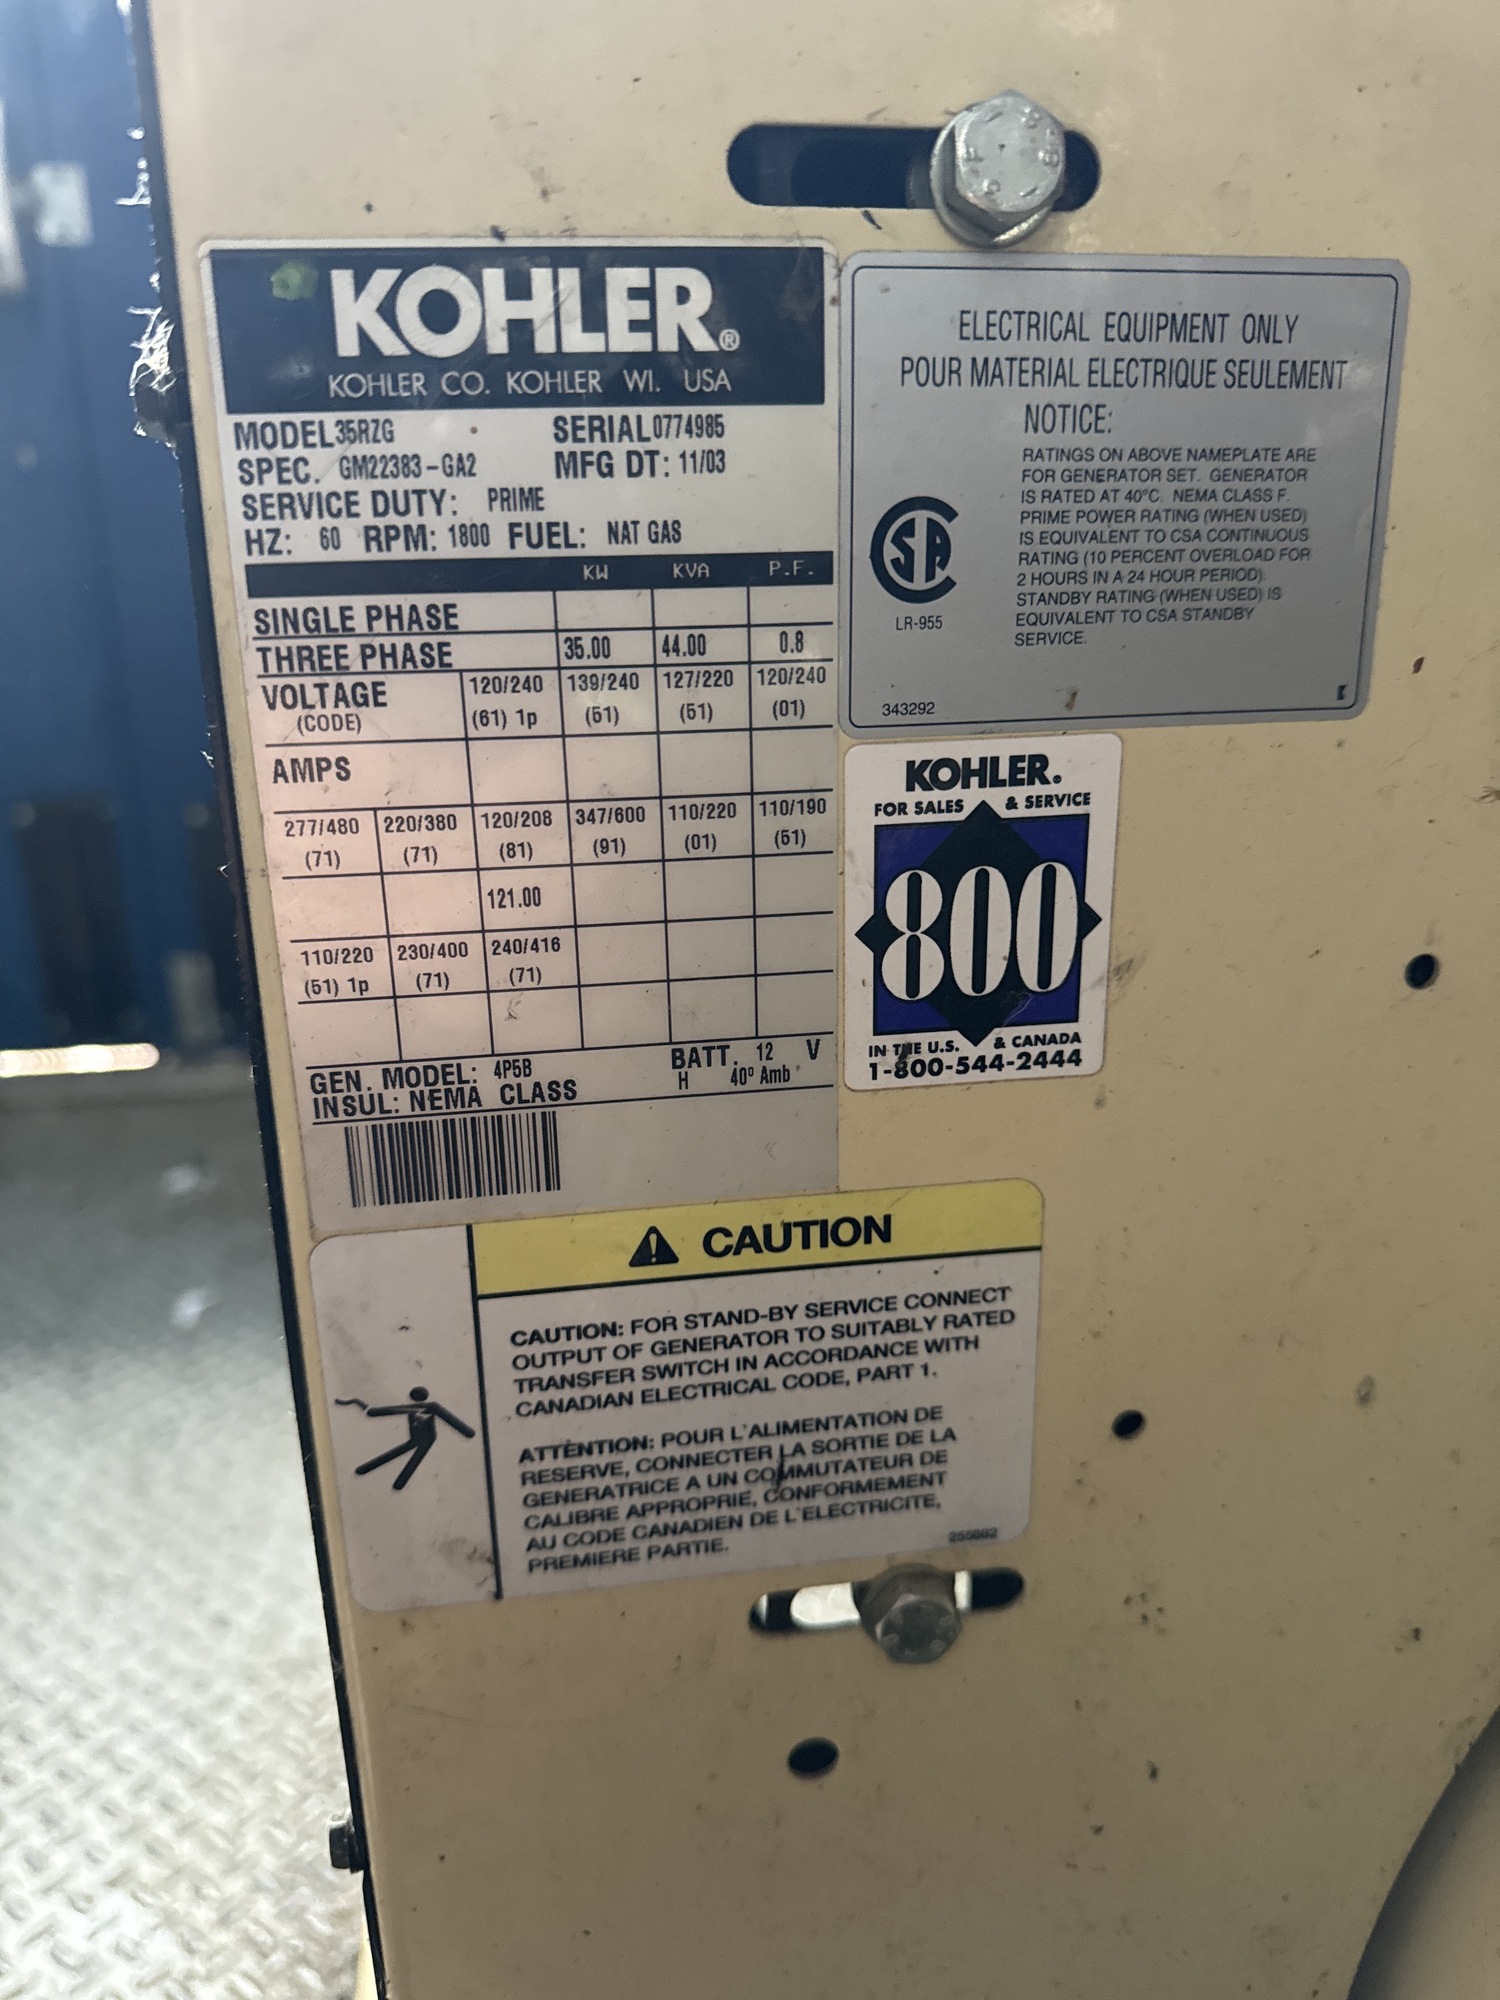 KOHLER®
KOHLER CO. KOHLER WI. USA
MODEL 35RZG SERIAL 0774985
SPEC. GM22383-GA2 MFG DT: 11/03
SERVICE DUTY: PRIME
HZ: 60 RPM: 1800 FUEL: NAT GAS
KW KVA P.F.
SINGLE PHASE
THREE PHASE 35.00 44.00 0.8
VOLTAGE 120/240 139/240 127/220 120/240
(CODE) (61) 1p (51) (51) (01)
AMPS
277/480 220/380 120/208 347/600 110/220 110/190
(71) (71) (81) (91) (01) (51)
121.00
110/220 230/400 240/416
(51) 1p (71) (71)
GEN. MODEL: 4P5B BATT. 12 V
INSUL: NEMA CLASS H 40º Amb
ELECTRICAL EQUIPMENT ONLY
POUR MATERIAL ELECTRIQUE SEULEMENT
NOTICE:
RATINGS ON ABOVE NAMEPLATE ARE
FOR GENERATOR SET. GENERATOR
IS RATED AT 40ºC. NEMA CLASS F.
PRIME POWER RATING (WHEN USED)
IS EQUIVALENT TO CSA CONTINUOUS
RATING (10 PERCENT OVERLOAD FOR
2 HOURS IN A 24 HOUR PERIOD).
STANDBY RATING (WHEN USED) IS
EQUIVALENT TO CSA STANDBY
SERVICE.
SA
LR-955
343292
KOHLER.
FOR SALES & SERVICE
800
IN THE U.S. & CANADA
1-800-544-2444
CAUTION
CAUTION: FOR STAND-BY SERVICE CONNECT
OUTPUT OF GENERATOR TO SUITABLY RATED
TRANSFER SWITCH IN ACCORDANCE WITH
CANADIAN ELECTRICAL CODE, PART 1.
ATTENTION: POUR L'ALIMENTATION DE
RESERVE, CONNECTER LA SORTIE DE LA
GENERATRICE A UN COMMUTATEUR DE
CALIBRE APPROPRIE, CONFORMEMENT
AU CODE CANADIEN DE L'ELECTRICITE,
PREMIERE PARTIE.